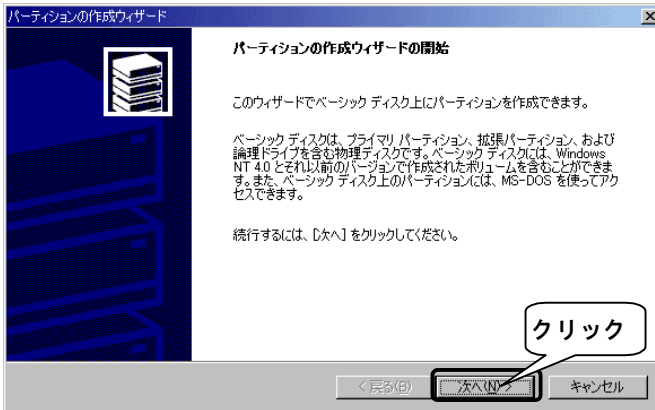 パーティションの作成ウィザード
パーティションの作成ウィザードの開始
このウィザードでベーシック ディスク上にパーティションを作成できます。
ベーシック ディスクは、プライマリ パーティション、拡張パーティション、および
論理ドライブを含む物理ディスクです。ベーシック ディスクには、Windows
NT 4.0 とそれ以前のバージョンで作成されたボリュームを含むことができま
す。また、ベーシック ディスク上のパーティションには、MS-DOS を使ってアク
セスできます。
続行するには、[次へ] をクリックしてください。
クリック
< 戻る(B)
次へ(N) >
キャンセル